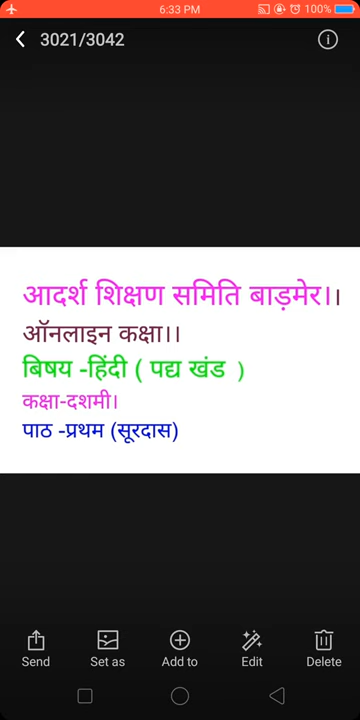 6:33 PM 100%
3021/3042
आदर्श शिक्षण समिति बाड़मेर।।
ऑनलाइन कक्षा।।
बिषय -हिंदी ( पद्य खंड )
कक्षा-दशमी।
पाठ -प्रथम (सूरदास)
Send Set as Add to Edit Delete